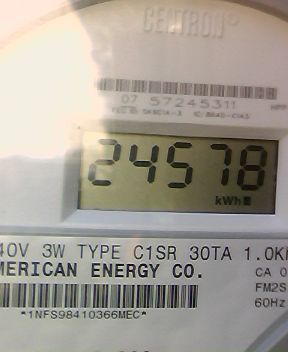 CENTRON®
07 57245311
24578
kWh
40V 3W TYPE C1SR 30TA 1.0K
MERICAN ENERGY CO.
CA 0
FM2S
60Hz
*1NFS98410366MEC*